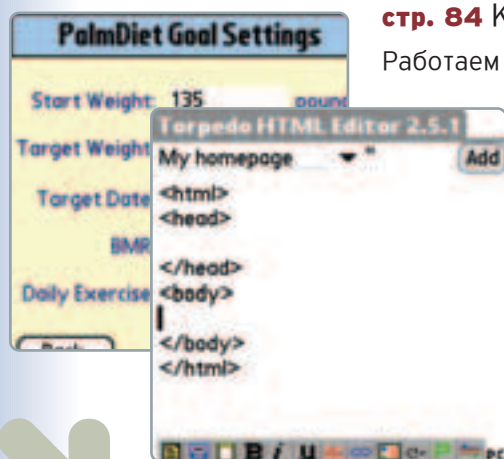 стр. 84 К
Работаем
PalmDiet Goal Settings
Start Weight: 135 pound
Target Weight
Target Date
BMR
Daily Exercise
Torpedo HTML Editor 2.5.1
My homepage
Add
<html>
<head>
</head>
<body>
</body>
</html>
B i U